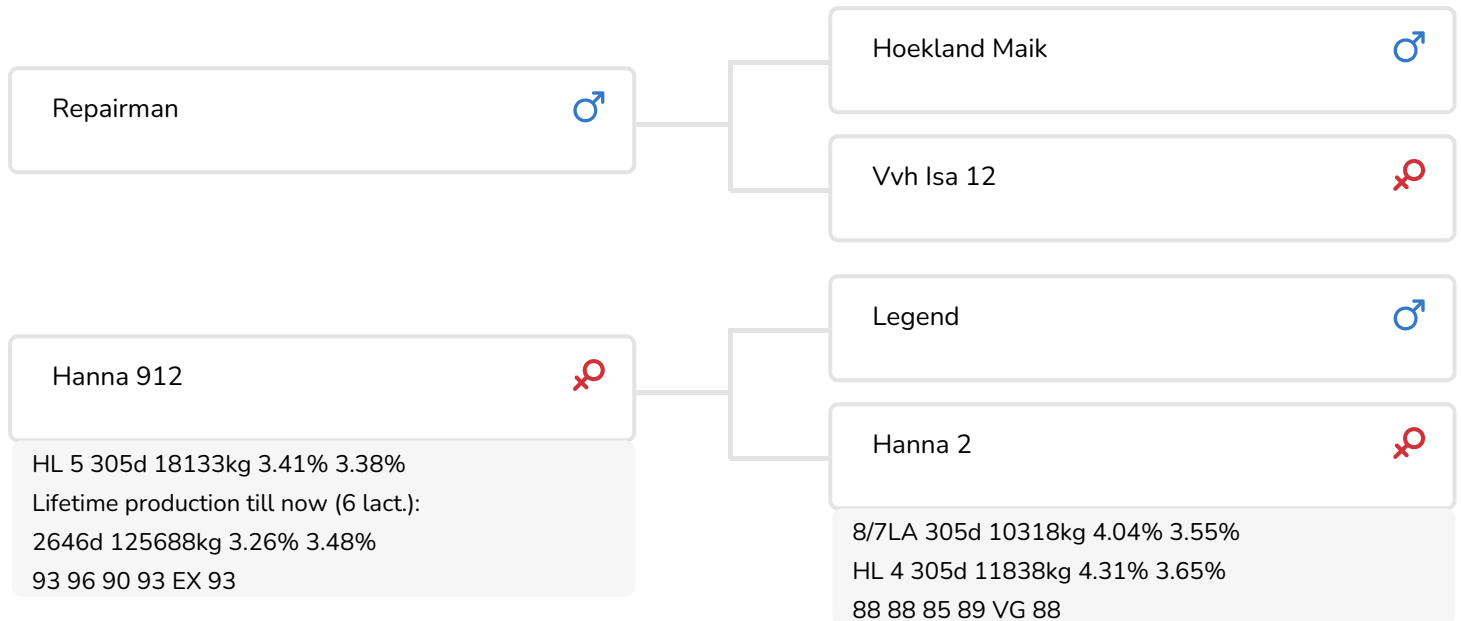 Hoekland Maik
Repairman
Vvh Isa 12
Legend
Hanna 912
Hanna 2
HL 5 305d 18133kg 3.41% 3.38%
Lifetime production till now (6 lact.):
2646d 125688kg 3.26% 3.48%
93 96 90 93 EX 93
8/7LA 305d 10318kg 4.04% 3.55%
HL 4 305d 11838kg 4.31% 3.65%
88 88 85 89 VG 88